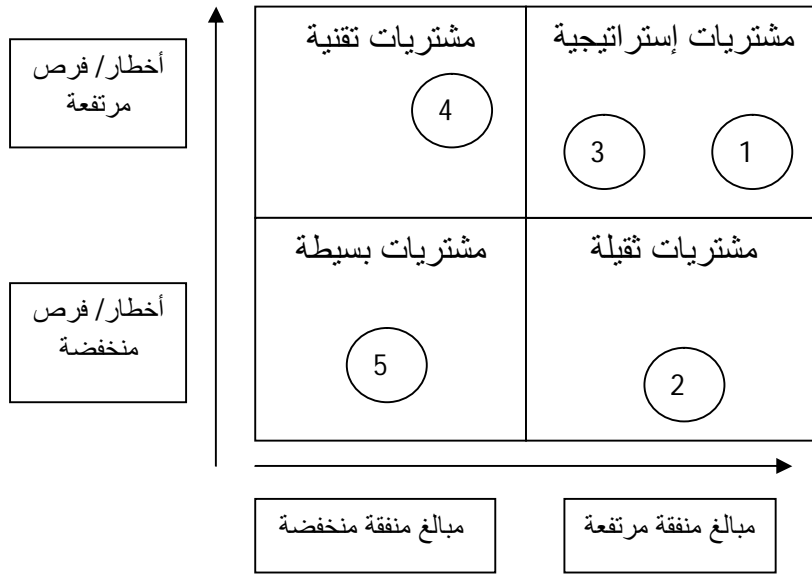 مشتريات إستراتيجية
مشتريات تقنية
أخطار/ فرص
مرتفعة
4
3
1
مشتريات ثقيلة
مشتريات بسيطة
أخطار/ فرص
منخفضة
5
2
مبالغ منفقة مرتفعة
مبالغ منفقة منخفضة